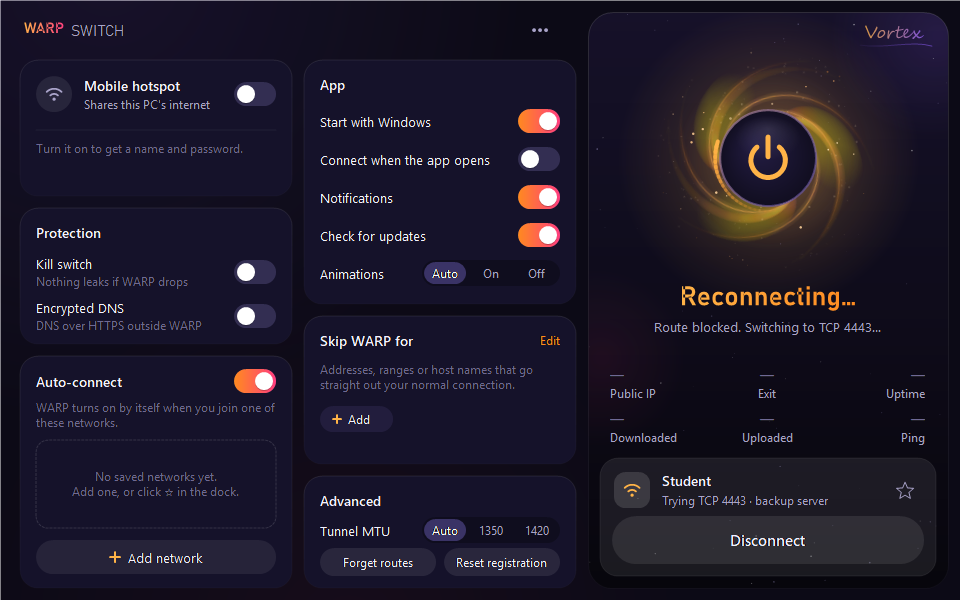 WARP SWITCH
•••
Mobile hotspot
Shares this PC's internet
Turn it on to get a name and password.
Protection
Kill switch
Nothing leaks if WARP drops
Encrypted DNS
DNS over HTTPS outside WARP
Auto-connect
WARP turns on by itself when you join one of
these networks.
No saved networks yet.
Add one, or click ☆ in the dock.
+ Add network
App
Start with Windows
Connect when the app opens
Notifications
Check for updates
Animations Auto On Off
Skip WARP for Edit
Addresses, ranges or host names that go
straight out your normal connection.
+ Add
Advanced
Tunnel MTU Auto 1350 1420
Forget routes Reset registration
Vortex
Reconnecting...
Route blocked. Switching to TCP 4443...
— — —
Public IP Exit Uptime
— — —
Downloaded Uploaded Ping
Student
Trying TCP 4443 · backup server
Disconnect